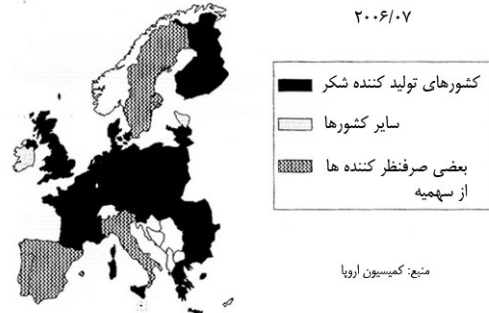 ۲۰۰۶/۰۷
کشورهای تولید کننده شکر
سایر کشورها
بعضی صرفنظر کننده ها
از سهمیه
منبع: کمیسیون اروپا